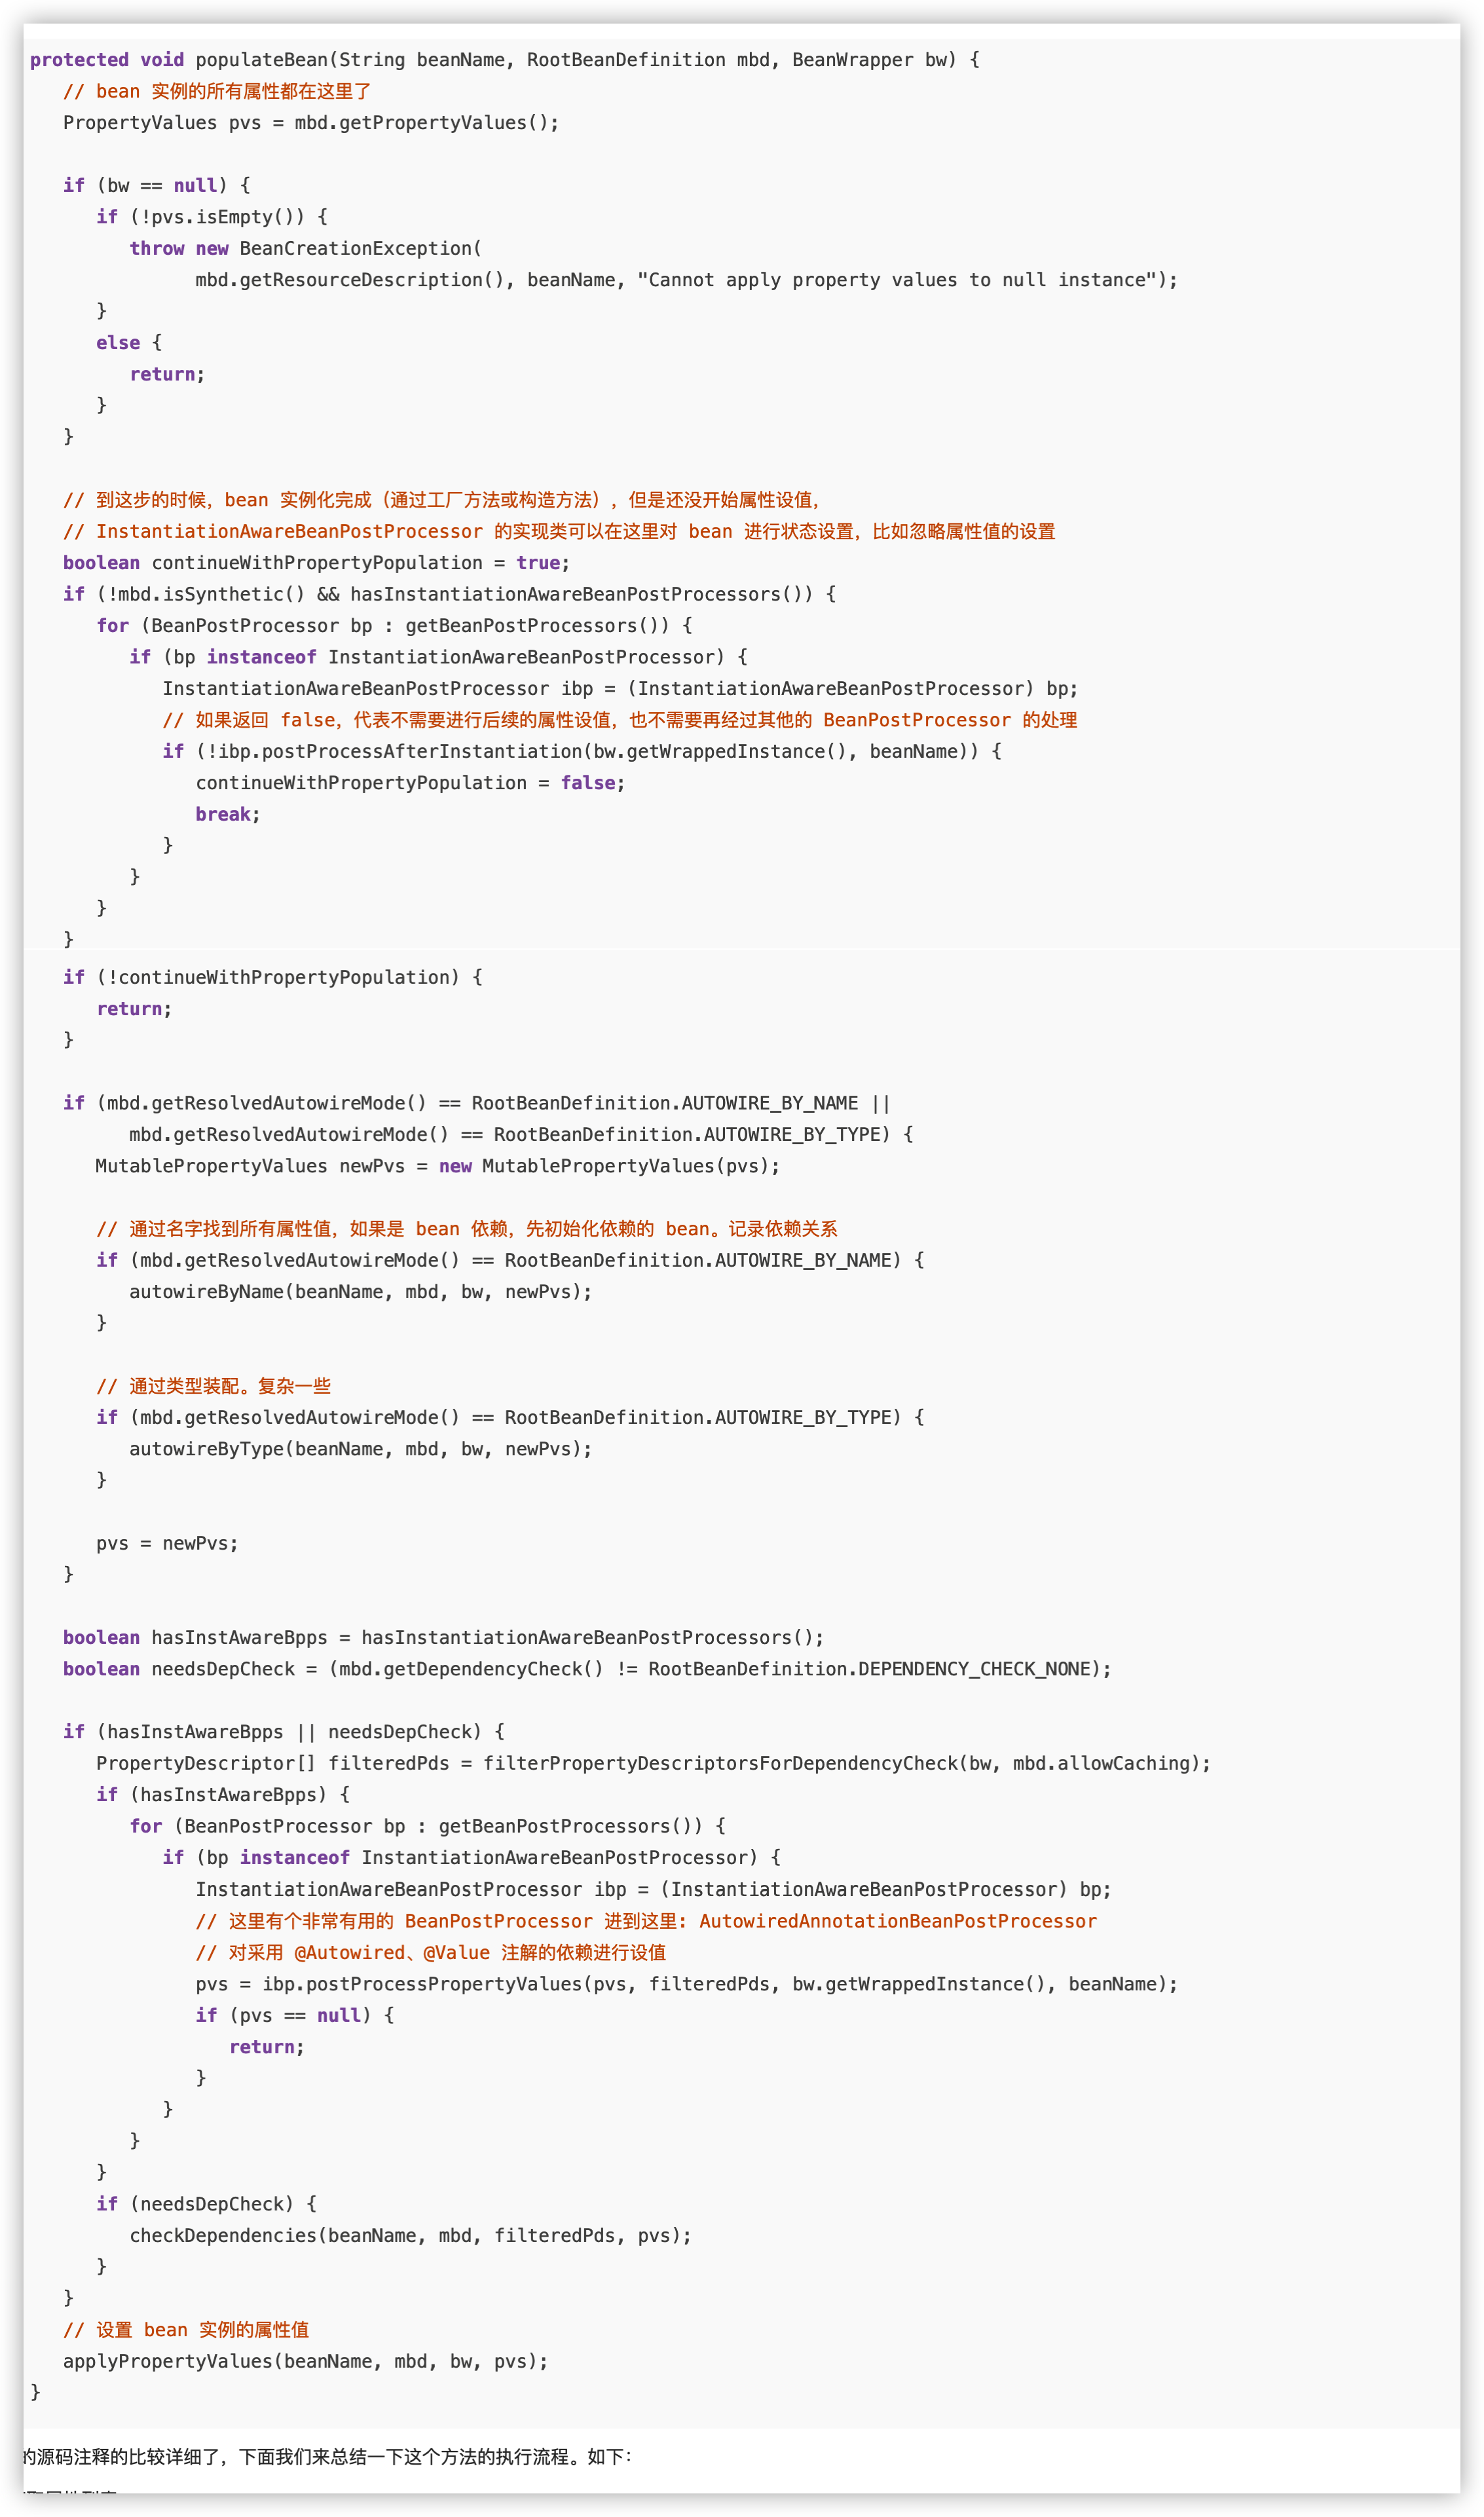 protected void populateBean(String beanName, RootBeanDefinition mbd, BeanWrapper bw) {
   // bean 实例的所有属性都在这里了
   PropertyValues pvs = mbd.getPropertyValues();

   if (bw == null) {
      if (!pvs.isEmpty()) {
         throw new BeanCreationException(
               mbd.getResourceDescription(), beanName, "Cannot apply property values to null instance");
      }
      else {
         return;
      }
   }

   // 到这步的时候，bean 实例化完成（通过工厂方法或构造方法），但是还没开始属性设值，
   // InstantiationAwareBeanPostProcessor 的实现类可以在这里对 bean 进行状态设置，比如忽略属性值的设置
   boolean continueWithPropertyPopulation = true;
   if (!mbd.isSynthetic() && hasInstantiationAwareBeanPostProcessors()) {
      for (BeanPostProcessor bp : getBeanPostProcessors()) {
         if (bp instanceof InstantiationAwareBeanPostProcessor) {
            InstantiationAwareBeanPostProcessor ibp = (InstantiationAwareBeanPostProcessor) bp;
            // 如果返回 false，代表不需要进行后续的属性设值，也不需要再经过其他的 BeanPostProcessor 的处理
            if (!ibp.postProcessAfterInstantiation(bw.getWrappedInstance(), beanName)) {
               continueWithPropertyPopulation = false;
               break;
            }
         }
      }
   }
   if (!continueWithPropertyPopulation) {
      return;
   }

   if (mbd.getResolvedAutowireMode() == RootBeanDefinition.AUTOWIRE_BY_NAME ||
         mbd.getResolvedAutowireMode() == RootBeanDefinition.AUTOWIRE_BY_TYPE) {
      MutablePropertyValues newPvs = new MutablePropertyValues(pvs);

      // 通过名字找到所有属性值，如果是 bean 依赖，先初始化依赖的 bean。记录依赖关系
      if (mbd.getResolvedAutowireMode() == RootBeanDefinition.AUTOWIRE_BY_NAME) {
         autowireByName(beanName, mbd, bw, newPvs);
      }

      // 通过类型装配。复杂一些
      if (mbd.getResolvedAutowireMode() == RootBeanDefinition.AUTOWIRE_BY_TYPE) {
         autowireByType(beanName, mbd, bw, newPvs);
      }

      pvs = newPvs;
   }

   boolean hasInstAwareBpps = hasInstantiationAwareBeanPostProcessors();
   boolean needsDepCheck = (mbd.getDependencyCheck() != RootBeanDefinition.DEPENDENCY_CHECK_NONE);

   if (hasInstAwareBpps || needsDepCheck) {
      PropertyDescriptor[] filteredPds = filterPropertyDescriptorsForDependencyCheck(bw, mbd.allowCaching);
      if (hasInstAwareBpps) {
         for (BeanPostProcessor bp : getBeanPostProcessors()) {
            if (bp instanceof InstantiationAwareBeanPostProcessor) {
               InstantiationAwareBeanPostProcessor ibp = (InstantiationAwareBeanPostProcessor) bp;
               // 这里有个非常有用的 BeanPostProcessor 进到这里: AutowiredAnnotationBeanPostProcessor
               // 对采用 @Autowired、@Value 注解的依赖进行设值
               pvs = ibp.postProcessPropertyValues(pvs, filteredPds, bw.getWrappedInstance(), beanName);
               if (pvs == null) {
                  return;
               }
            }
         }
      }
      if (needsDepCheck) {
         checkDependencies(beanName, mbd, filteredPds, pvs);
      }
   }
   // 设置 bean 实例的属性值
   applyPropertyValues(beanName, mbd, bw, pvs);
}
的源码注释的比较详细了，下面我们来总结一下这个方法的执行流程。如下：